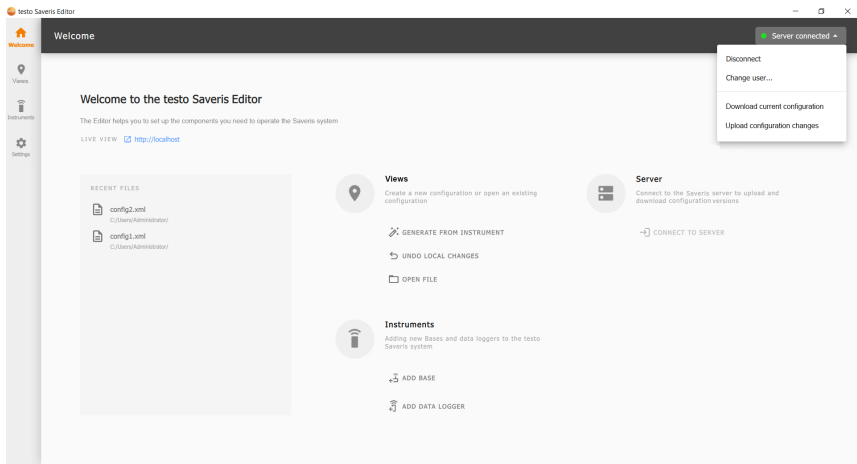 testo Saveris Editor
Welcome
Welcome
Server connected
Disconnect
Change user...
Download current configuration
Upload configuration changes
Views
Instruments
Settings
Welcome to the testo Saveris Editor
The Editor helps you to set up the components you need to operate the Saveris system
LIVE VIEW http://localhost
RECENT FILES
config2.xml
C:/Users/Administrator/
config1.xml
C:/Users/Administrator/
Views
Create a new configuration or open an existing
configuration
GENERATE FROM INSTRUMENT
UNDO LOCAL CHANGES
OPEN FILE
Server
Connect to the Saveris server to upload and
download configuration versions
CONNECT TO SERVER
Instruments
Adding new Bases and data loggers to the testo
Saveris system
ADD BASE
ADD DATA LOGGER